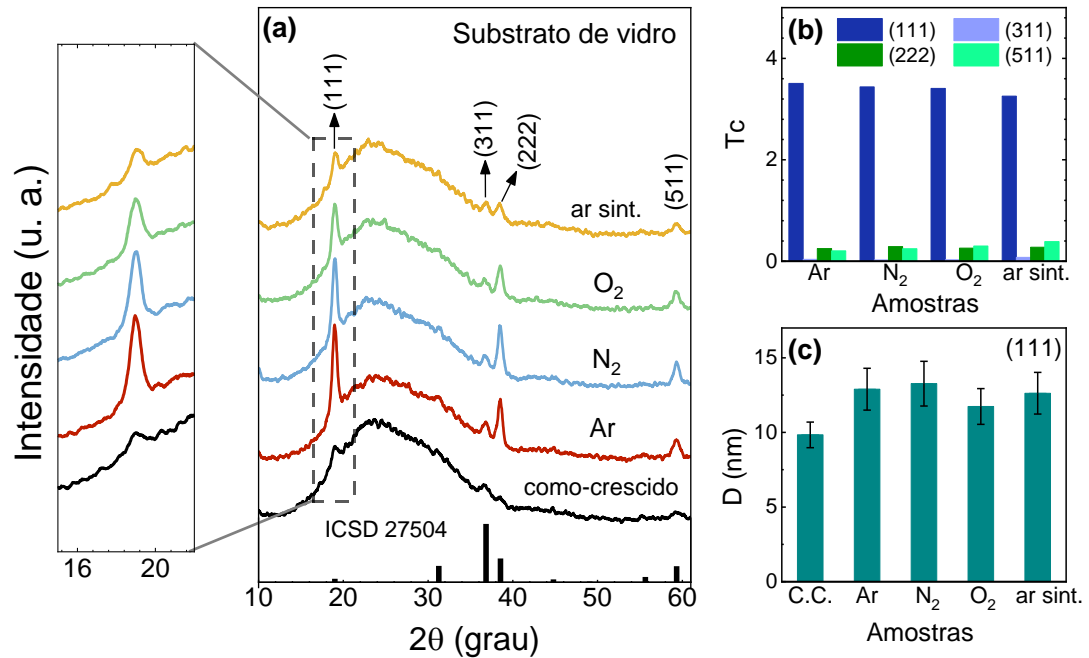 (a)
Substrato de vidro
(111)
(311)
(222)
(511)
ar sint.
O₂
N₂
Ar
como-crescido
ICSD 27504
Intensidade (u. a.)
16 20
10 20 30 40 50 60
2θ (grau)
(b)
(111) (311)
(222) (511)
8
4
0
Tc
Ar N₂ O₂ ar sint.
Amostras
(c)
(111)
15
10
5
0
D (nm)
C.C. Ar N₂ O₂ ar sint.
Amostras